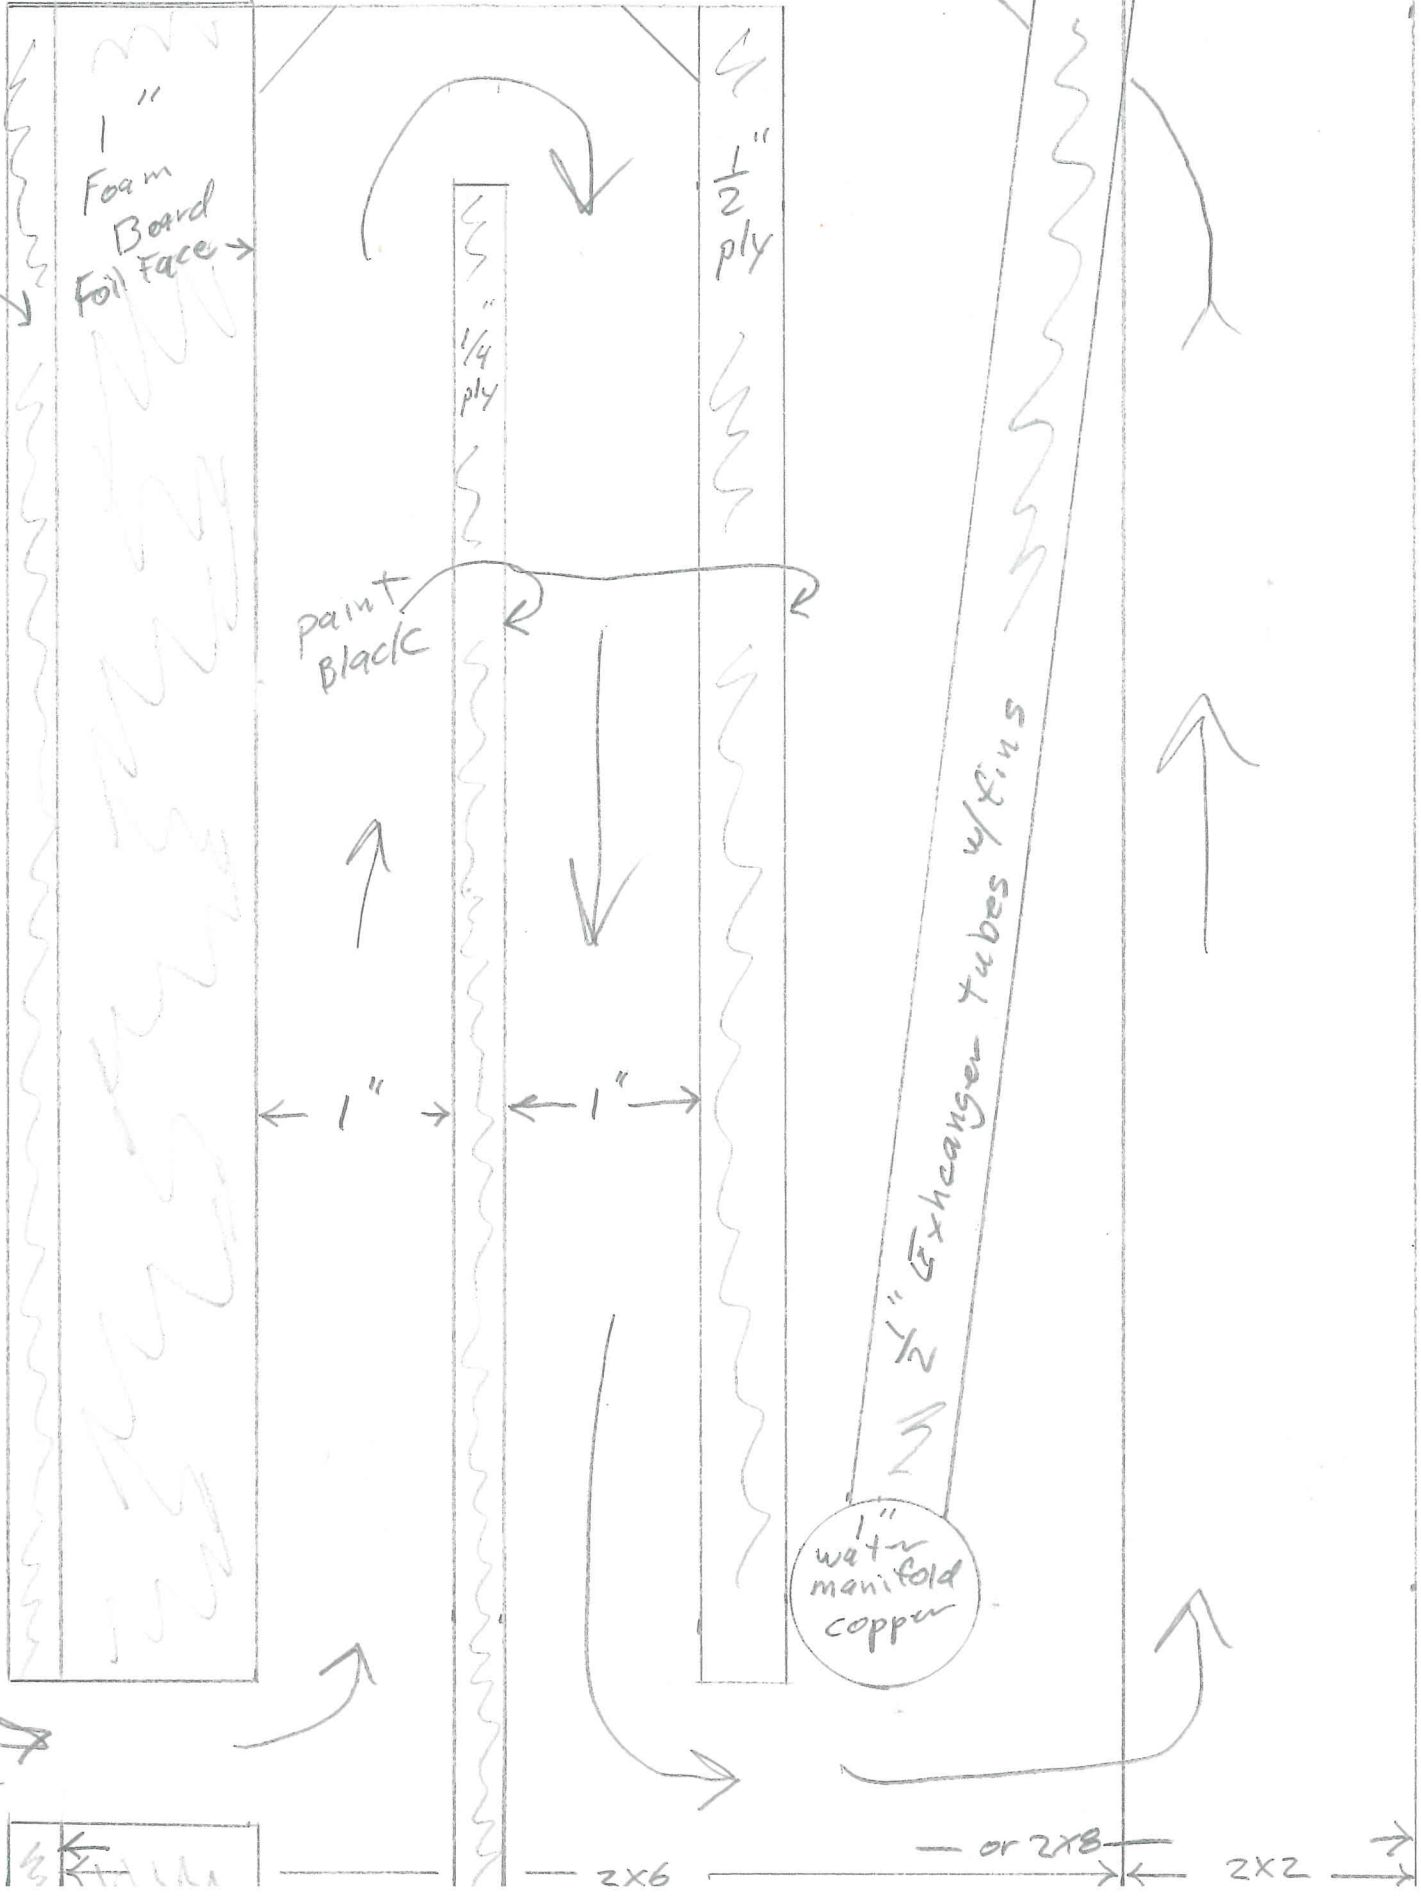 1"
Foam
Board
Foil Face
1/4"
ply
1/2"
ply
paint
Black
1"
1"
1/2" Exhcanger tubes w/fins
1"
water
manifold
copper
or 2x8
2x6
2x2